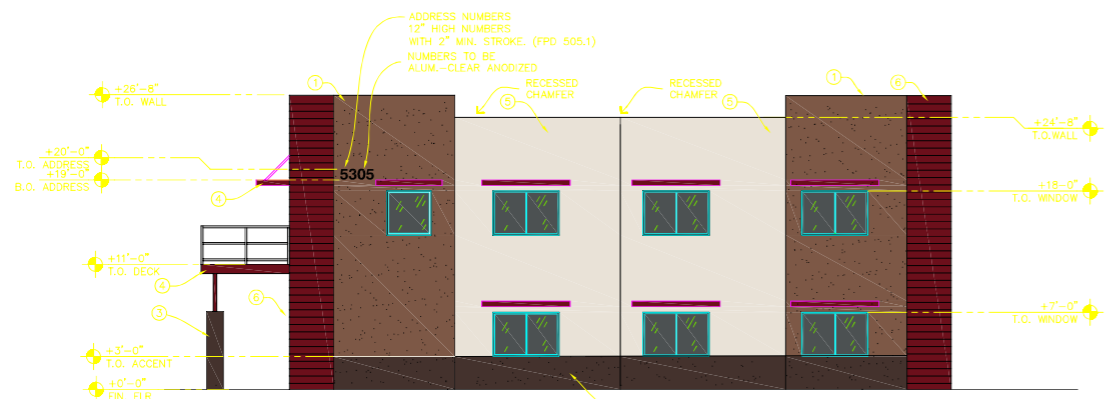 ADDRESS NUMBERS
12" HIGH NUMBERS
WITH 2" MIN. STROKE. (FPD 505.1)
NUMBERS TO BE
ALUM.-CLEAR ANODIZED
RECESSED
CHAMFER
RECESSED
CHAMFER
1
5
5
7
6
+26'-8"
T.O. WALL
+24'-8"
T.O.WALL
+20'-0"
T.O. ADDRESS
+19'-0"
B.O. ADDRESS
5305
4
+18-0"
T.O. WINDOW
+11'-0"
T.O. DECK
4
3
6
+7'-0"
T.O. WINDOW
+3'-0"
T.O. ACCENT
+0'-0"
FIN. FLR.